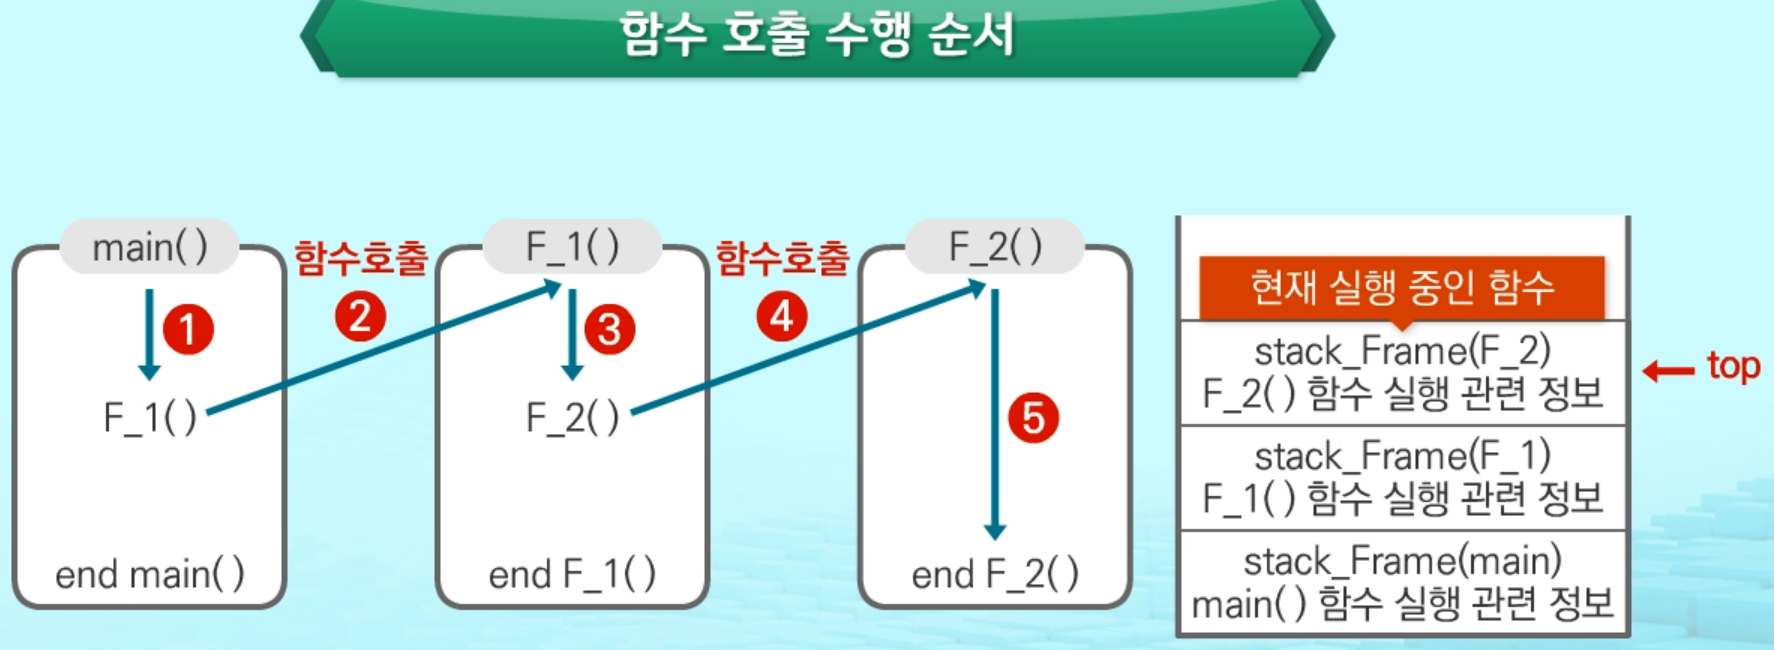 함수 호출 수행 순서
main( )
1
F_1( )
end main( )
함수호출
2
F_1( )
3
F_2( )
end F_1( )
함수호출
4
F_2( )
5
end F_2( )
현재 실행 중인 함수
stack_Frame(F_2)
F_2( ) 함수 실행 관련 정보
top
stack_Frame(F_1)
F_1( ) 함수 실행 관련 정보
stack_Frame(main)
main( ) 함수 실행 관련 정보